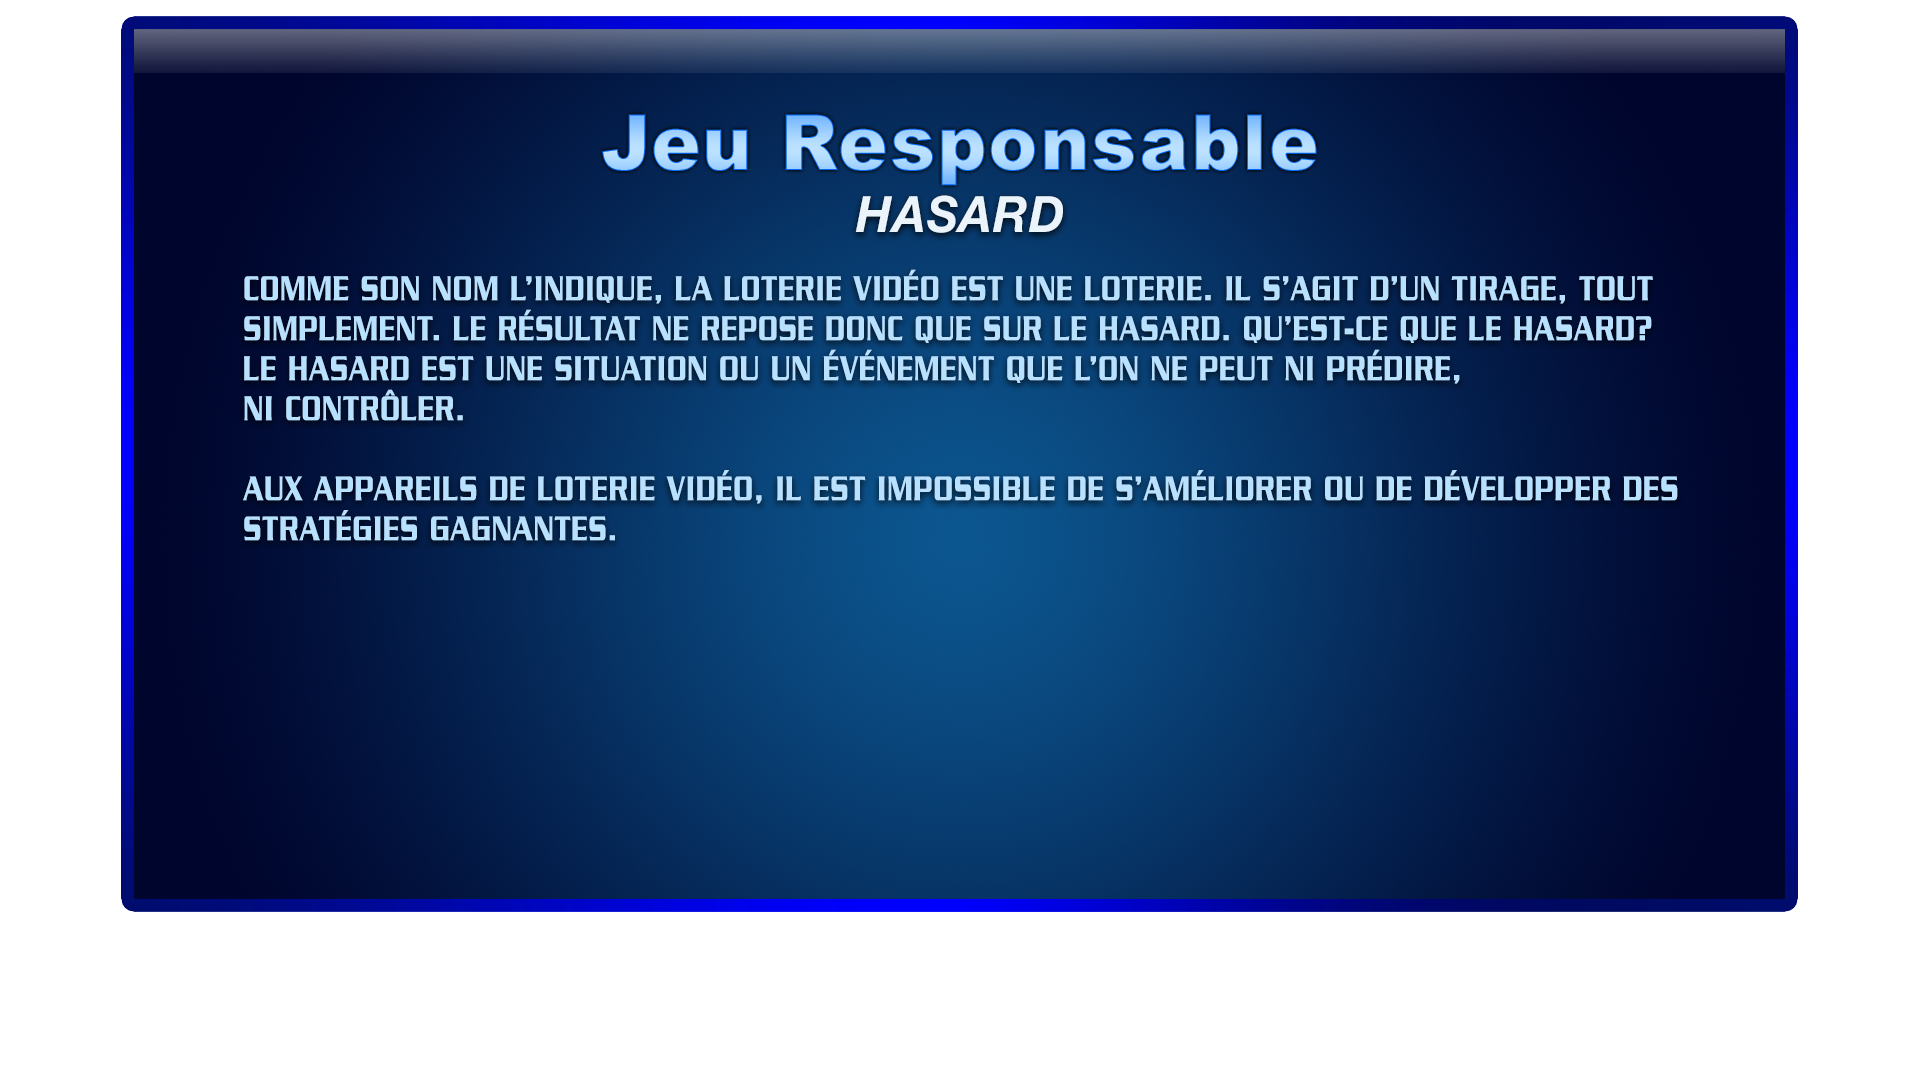 Jeu Responsable
HASARD
COMME SON NOM L’INDIQUE, LA LOTERIE VIDÉO EST UNE LOTERIE. IL S’AGIT D’UN TIRAGE, TOUT
SIMPLEMENT. LE RÉSULTAT NE REPOSE DONC QUE SUR LE HASARD. QU’EST-CE QUE LE HASARD?
LE HASARD EST UNE SITUATION OU UN ÉVÉNEMENT QUE L’ON NE PEUT NI PRÉDIRE,
NI CONTRÔLER.
AUX APPAREILS DE LOTERIE VIDÉO, IL EST IMPOSSIBLE DE S’AMÉLIORER OU DE DÉVELOPPER DES
STRATÉGIES GAGNANTES.